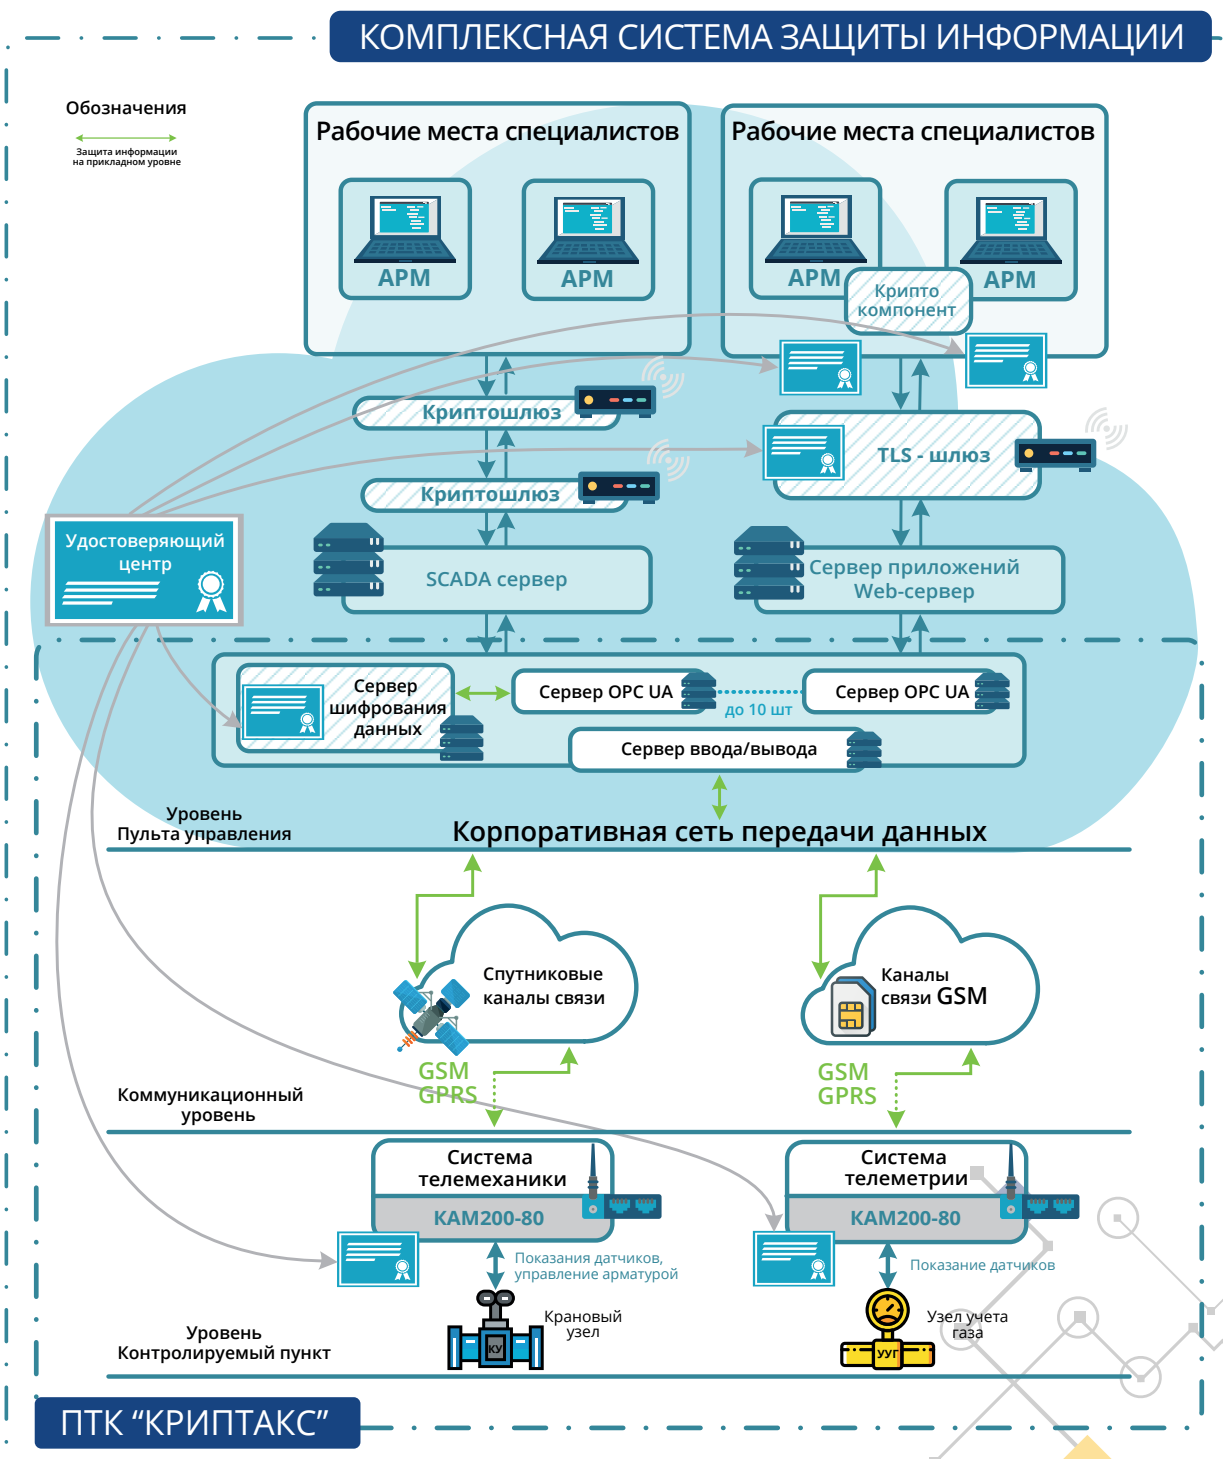 КОМПЛЕКСНАЯ СИСТЕМА ЗАЩИТЫ ИНФОРМАЦИИ
Обозначения
Защита информации
на прикладном уровне
Рабочие места специалистов
АРМ
АРМ
Рабочие места специалистов
АРМ
АРМ
Крипто
компонент
Криптошлюз
Криптошлюз
TLS - шлюз
Удостоверяющий
центр
SCADA сервер
Сервер приложений
Web-сервер
Сервер
шифрования
данных
Сервер OPC UA
до 10 шт
Сервер OPC UA
Сервер ввода/вывода
Уровень
Пульта управления
Корпоративная сеть передачи данных
Спутниковые
каналы связи
Каналы
связи GSM
GSM
GPRS
GSM
GPRS
Коммуникационный
уровень
Система
телемеханики
КАМ200-80
Система
телеметрии
КАМ200-80
Показания датчиков,
управление арматурой
Показание датчиков
Крановый
узел
КУ
Узел учета
газа
УУГ
Уровень
Контролируемый пункт
ПТК “КРИПТАКС”